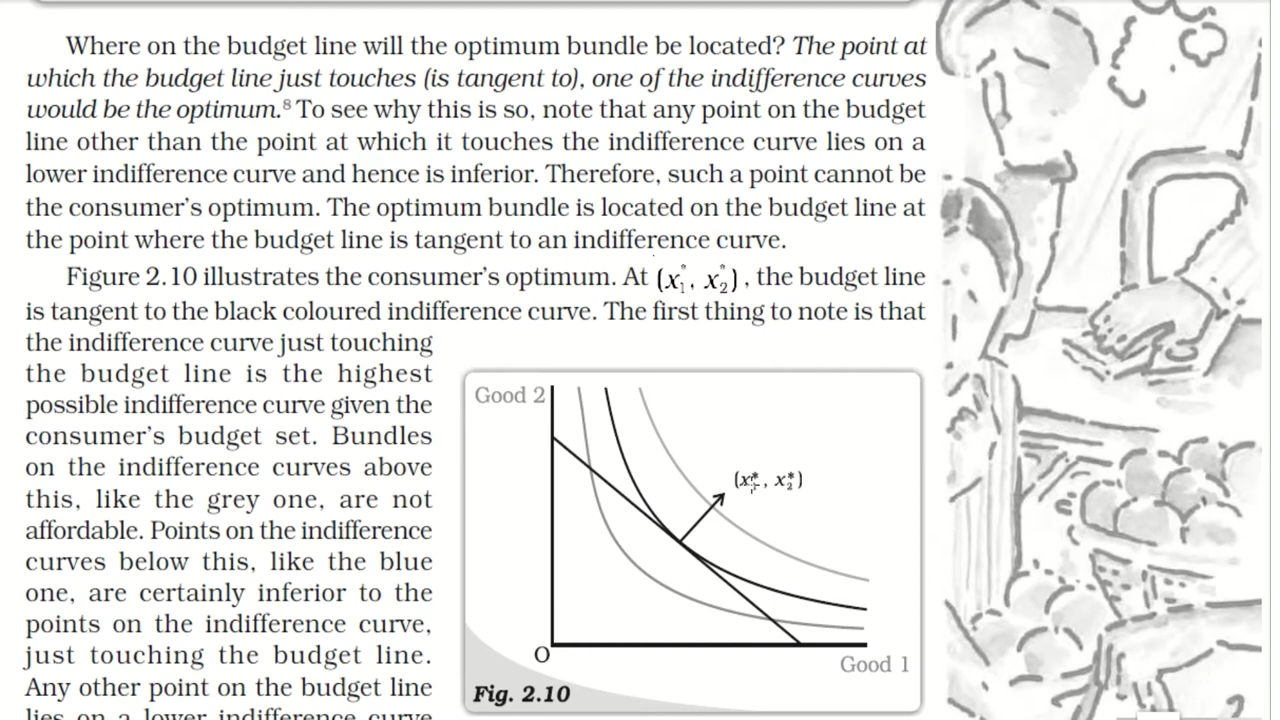 Where on the budget line will the optimum bundle be located? The point at
which the budget line just touches (is tangent to), one of the indifference curves
would be the optimum.⁸ To see why this is so, note that any point on the budget
line other than the point at which it touches the indifference curve lies on a
lower indifference curve and hence is inferior. Therefore, such a point cannot be
the consumer's optimum. The optimum bundle is located on the budget line at
the point where the budget line is tangent to an indifference curve.
Figure 2.10 illustrates the consumer's optimum. At (x₁*, x₂*), the budget line
is tangent to the black coloured indifference curve. The first thing to note is that
the indifference curve just touching
the budget line is the highest
possible indifference curve given the
consumer's budget set. Bundles
on the indifference curves above
this, like the grey one, are not
affordable. Points on the indifference
curves below this, like the blue
one, are certainly inferior to the
points on the indifference curve,
just touching the budget line.
Any other point on the budget line
lies on a lower indifference curve
Good 2
(x₁*, x₂*)
O
Good 1
Fig. 2.10